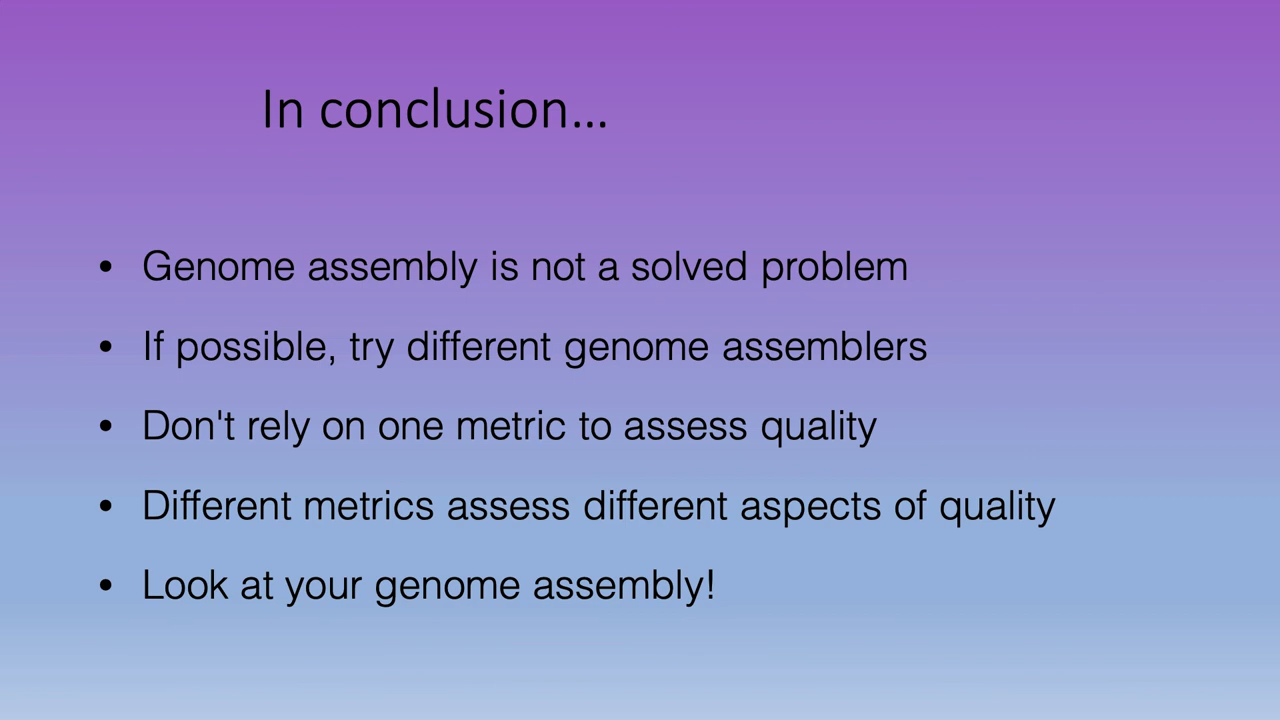 In conclusion…
• Genome assembly is not a solved problem
• If possible, try different genome assemblers
• Don't rely on one metric to assess quality
• Different metrics assess different aspects of quality
• Look at your genome assembly!